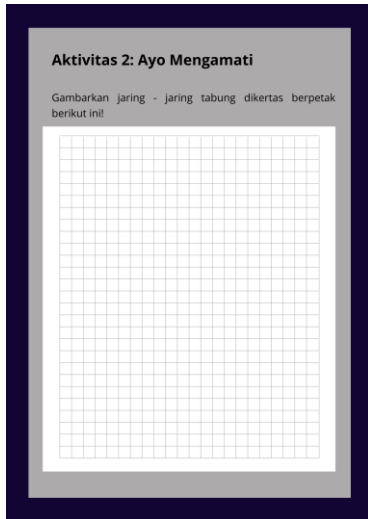 Aktivitas 2: Ayo Mengamati
Gambarkan jaring - jaring tabung dikertas berpetak
berikut ini!